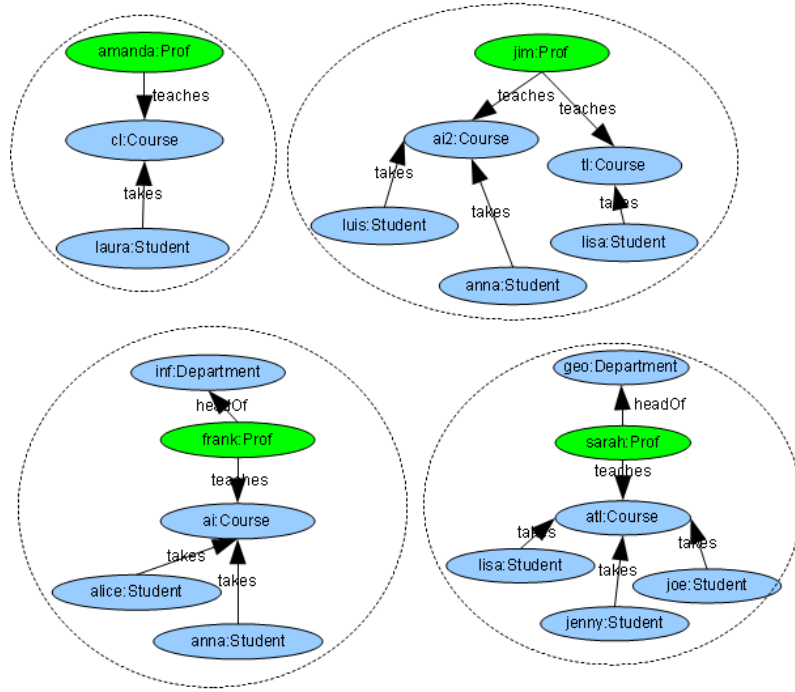 amanda:Prof
teaches
cl:Course
takes
laura:Student
jim:Prof
teaches
teaches
ai2:Course
tl:Course
takes
takes
takes
luis:Student
lisa:Student
anna:Student
inf:Department
headOf
frank:Prof
teaches
ai:Course
takes
takes
alice:Student
anna:Student
geo:Department
headOf
sarah:Prof
teaches
atl:Course
takes
takes
takes
lisa:Student
joe:Student
jenny:Student